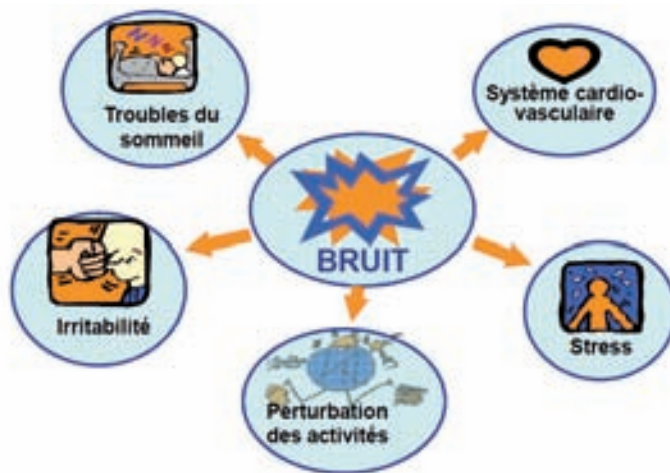 Troubles du
sommeil
Système cardio-
vasculaire
BRUIT
Irritabilité
Stress
Perturbation
des activités